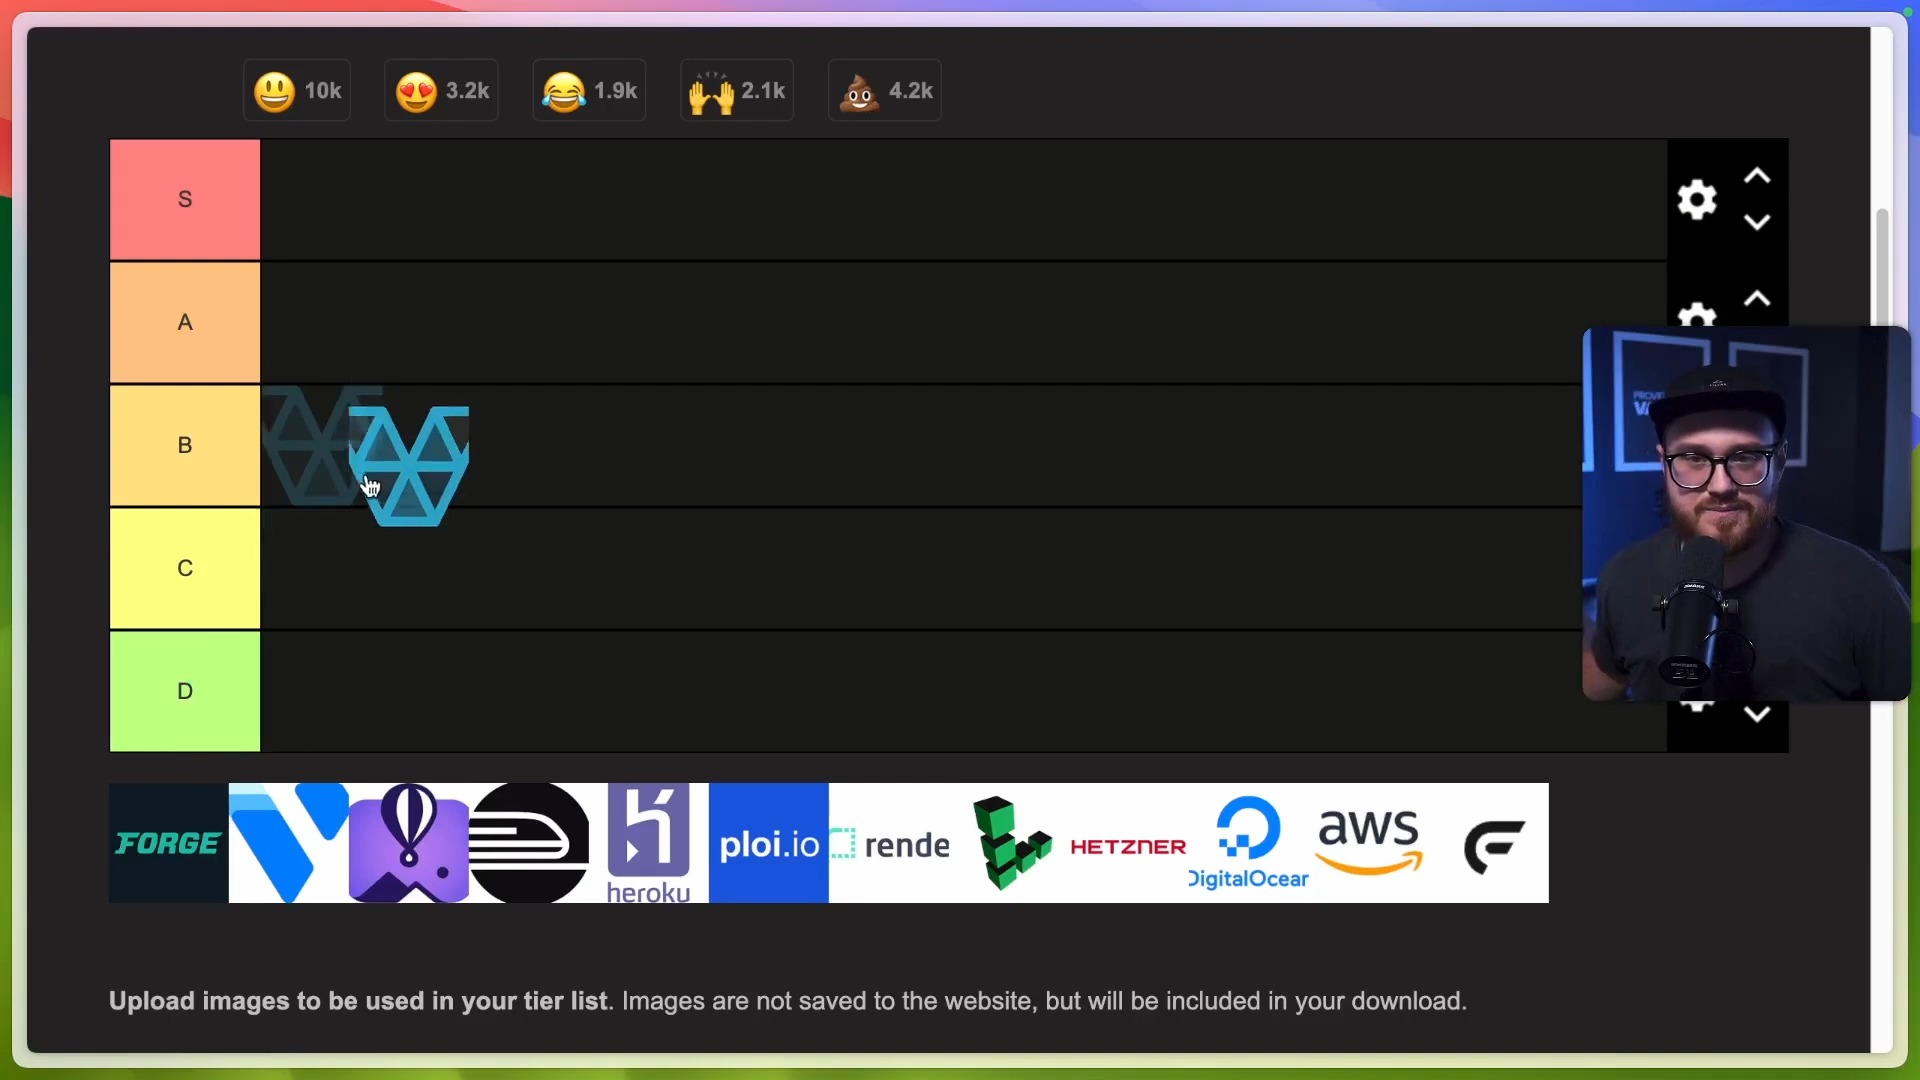 10k 3.2k 1.9k 2.1k 4.2k
S
A
B
C
D
FORGE
heroku
ploi.io
rende
HETZNER
DigitalOcear
aws
Upload images to be used in your tier list. Images are not saved to the website, but will be included in your download.